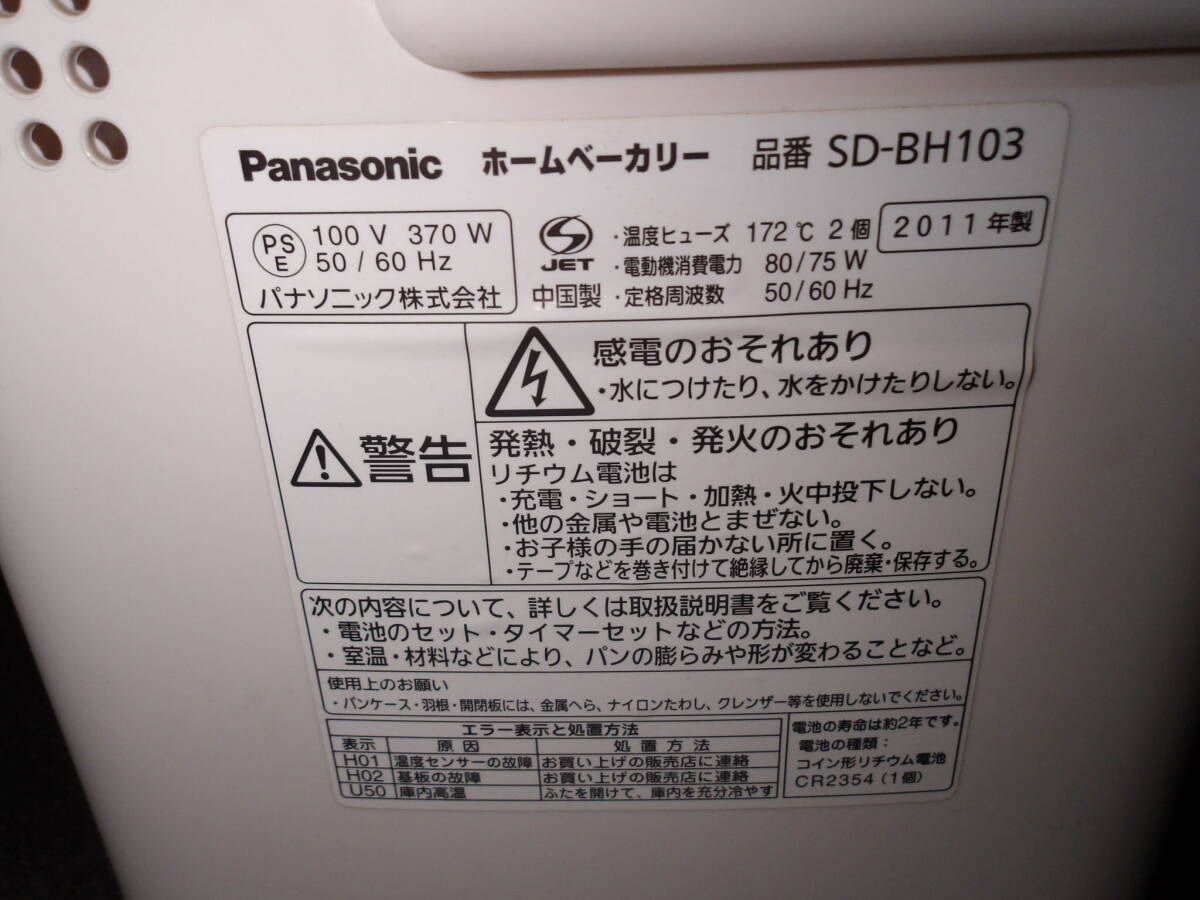 Panasonic ホームベーカリー 品番 SD-BH103
PS E 100 V 370 W
50 / 60 Hz
パナソニック株式会社
JET
中国製
・温度ヒューズ 172℃ 2個
・電動機消費電力 80/75 W
・定格周波数 50/60 Hz
2011年製
警告
感電のおそれあり
・水につけたり、水をかけたりしない。
発熱・破裂・発火のおそれあり
リチウム電池は
・充電・ショート・加熱・火中投下しない。
・他の金属や電池とまぜない。
・お子様の手の届かない所に置く。
・テープなどを巻き付けて絶縁してから廃棄・保存する。
次の内容について、詳しくは取扱説明書をご覧ください。
・電池のセット・タイマーセットなどの方法。
・室温・材料などにより、パンの膨らみや形が変わることなど。
使用上のお願い
・パンケース・羽根・開閉板には、金属へら、ナイロンたわし、クレンザー等を使用しないでください。
エラー表示と処置方法
表示 原因 処置方法
H01 温度センサーの故障 お買い上げの販売店に連絡
H02 基板の故障 お買い上げの販売店に連絡
U50 庫内高温 ふたを開けて、庫内を充分冷やす
電池の寿命は約2年です。
電池の種類：
コイン形リチウム電池
CR2354（1個）